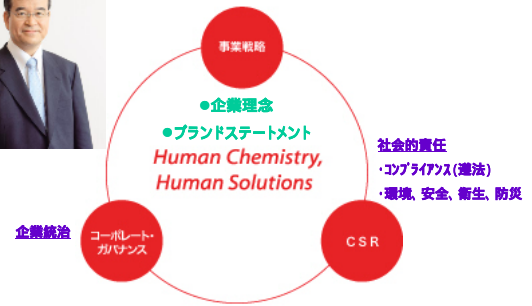 事業戦略
●企業理念
●ブランドステートメント
Human Chemistry,
Human Solutions
社会的責任
・コンプライアンス(遵法)
・環境、安全、衛生、防災
企業統治
コーポレート・
ガバナンス
CSR